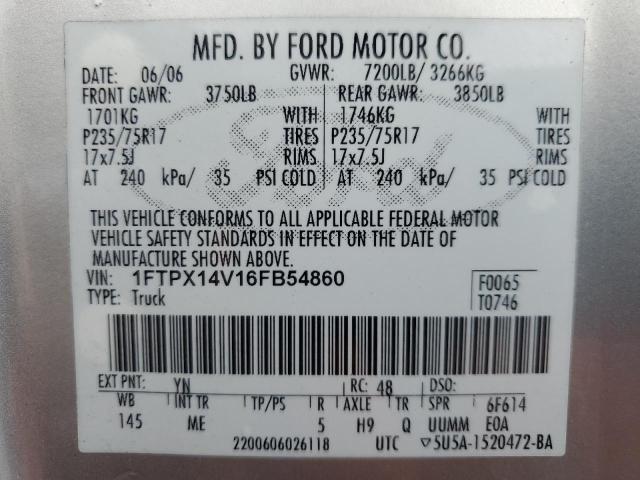 MFD. BY FORD MOTOR CO.
DATE: 06/06 GVWR: 7200LB/ 3266KG
FRONT GAWR: 3750LB REAR GAWR: 3850LB
1701KG WITH 1746KG WITH
P235/75R17 TIRES P235/75R17 TIRES
17x7.5J RIMS 17x7.5J RIMS
AT 240 kPa/ 35 PSI COLD AT 240 kPa/ 35 PSI COLD
THIS VEHICLE CONFORMS TO ALL APPLICABLE FEDERAL MOTOR
VEHICLE SAFETY STANDARDS IN EFFECT ON THE DATE OF
MANUFACTURE SHOWN ABOVE.
VIN: 1FTPX14V16FB54860 F0065
TYPE: Truck T0746
EXT PNT: YN RC: 48 DSO:
WB INT TR TP/PS R AXLE TR SPR 6F614
145 ME 5 H9 Q UUMM E0A
2200606026118 UTC ▽5U5A-1520472-BA
Ford